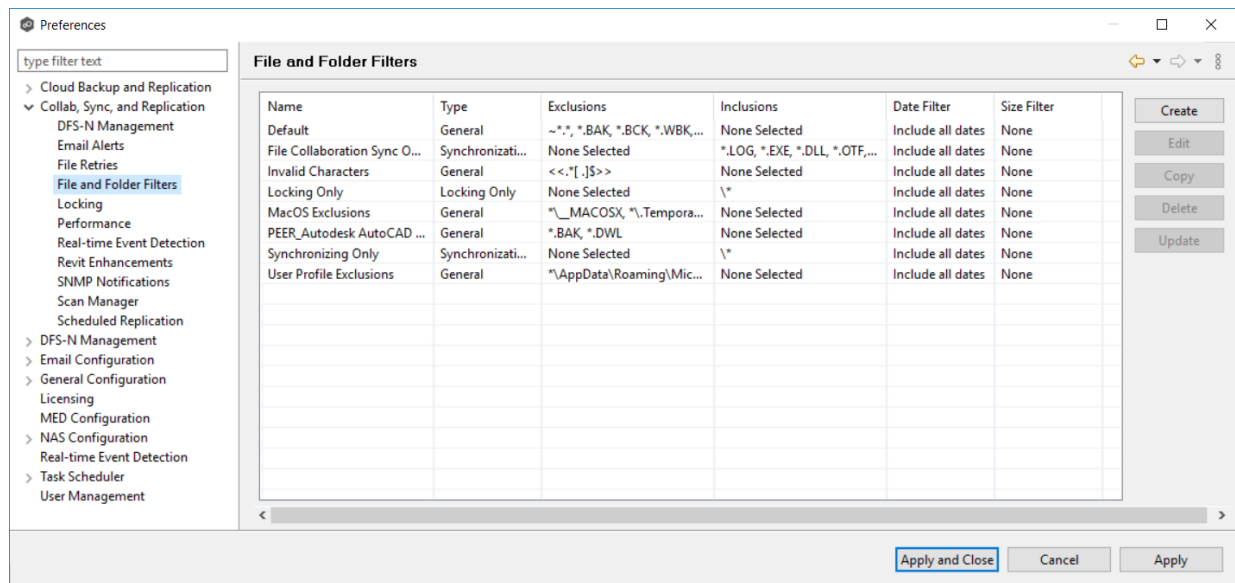 Preferences
type filter text
Cloud Backup and Replication
Collab, Sync, and Replication
DFS-N Management
Email Alerts
File Retries
File and Folder Filters
Locking
Performance
Real-time Event Detection
Revit Enhancements
SNMP Notifications
Scan Manager
Scheduled Replication
DFS-N Management
Email Configuration
General Configuration
Licensing
MED Configuration
NAS Configuration
Real-time Event Detection
Task Scheduler
User Management
File and Folder Filters
Name Type Exclusions Inclusions Date Filter Size Filter
Default General ~*.*, *.BAK, *.BCK, *.WBK,... None Selected Include all dates None
File Collaboration Sync O... Synchronizati... None Selected *.LOG, *.EXE, *.DLL, *.OTF,... Include all dates None
Invalid Characters General <<.*[ .]$>> None Selected Include all dates None
Locking Only Locking Only None Selected \* Include all dates None
MacOS Exclusions General *\__MACOSX, *\.Tempora... None Selected Include all dates None
PEER_Autodesk AutoCAD ... General *.BAK, *.DWL None Selected Include all dates None
Synchronizing Only Synchronizati... None Selected \* Include all dates None
User Profile Exclusions General *\AppData\Roaming\Mic... None Selected Include all dates None
Create
Edit
Copy
Delete
Update
Apply and Close Cancel Apply